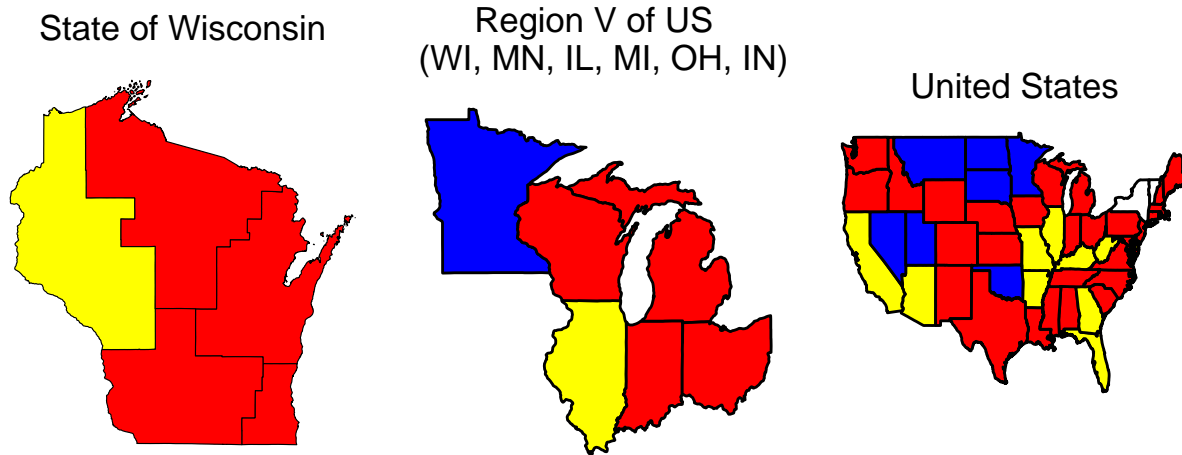 State of Wisconsin
Region V of US
(WI, MN, IL, MI, OH, IN)
United States